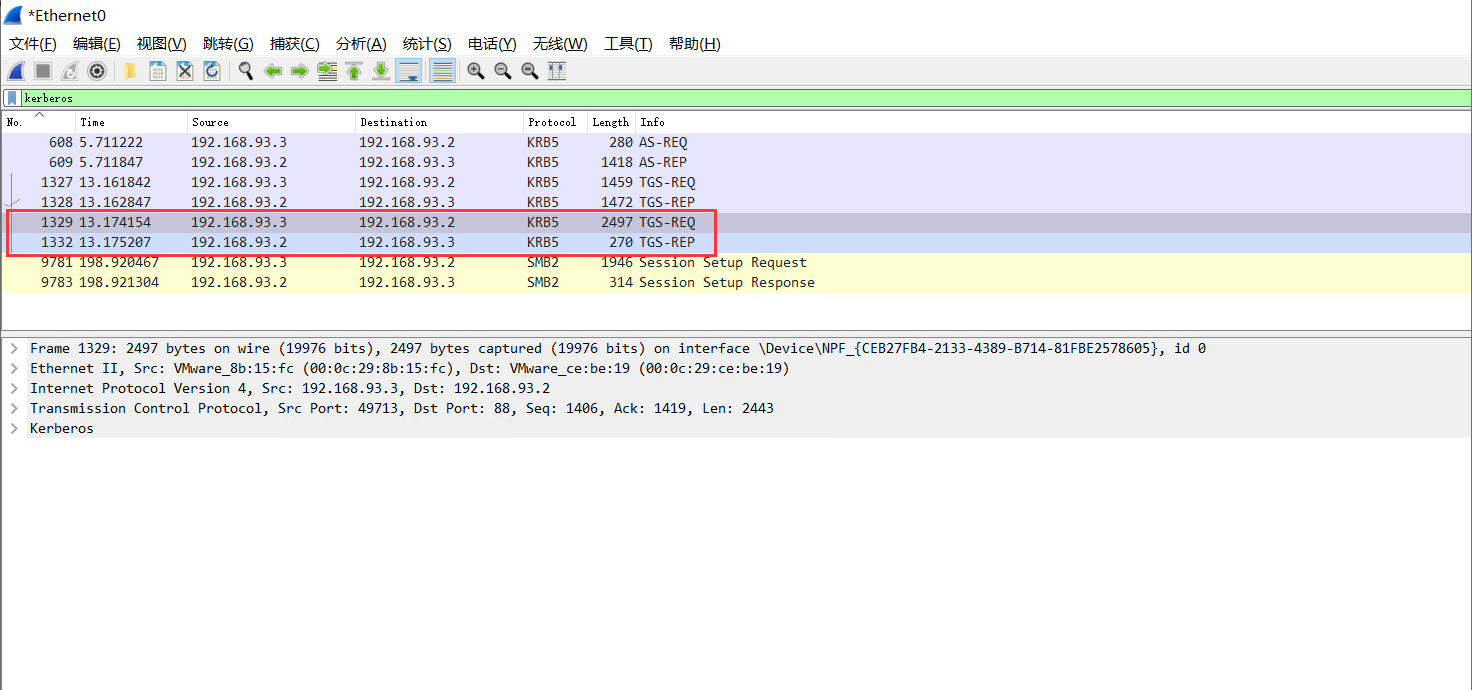 *Ethernet0
文件(F) 编辑(E) 视图(V) 跳转(G) 捕获(C) 分析(A) 统计(S) 电话(Y) 无线(W) 工具(T) 帮助(H)
kerberos
No. Time Source Destination Protocol Length Info
608 5.711222 192.168.93.3 192.168.93.2 KRB5 280 AS-REQ
609 5.711847 192.168.93.2 192.168.93.3 KRB5 1418 AS-REP
1327 13.161842 192.168.93.3 192.168.93.2 KRB5 1459 TGS-REQ
1328 13.162847 192.168.93.2 192.168.93.3 KRB5 1472 TGS-REP
1329 13.174154 192.168.93.3 192.168.93.2 KRB5 2497 TGS-REQ
1332 13.175207 192.168.93.2 192.168.93.3 KRB5 270 TGS-REP
9781 198.920467 192.168.93.3 192.168.93.2 SMB2 1946 Session Setup Request
9783 198.921304 192.168.93.2 192.168.93.3 SMB2 314 Session Setup Response
Frame 1329: 2497 bytes on wire (19976 bits), 2497 bytes captured (19976 bits) on interface \Device\NPF_{CEB27FB4-2133-4389-B714-81FBE2578605}, id 0
Ethernet II, Src: VMware_8b:15:fc (00:0c:29:8b:15:fc), Dst: VMware_ce:be:19 (00:0c:29:ce:be:19)
Internet Protocol Version 4, Src: 192.168.93.3, Dst: 192.168.93.2
Transmission Control Protocol, Src Port: 49713, Dst Port: 88, Seq: 1406, Ack: 1419, Len: 2443
Kerberos